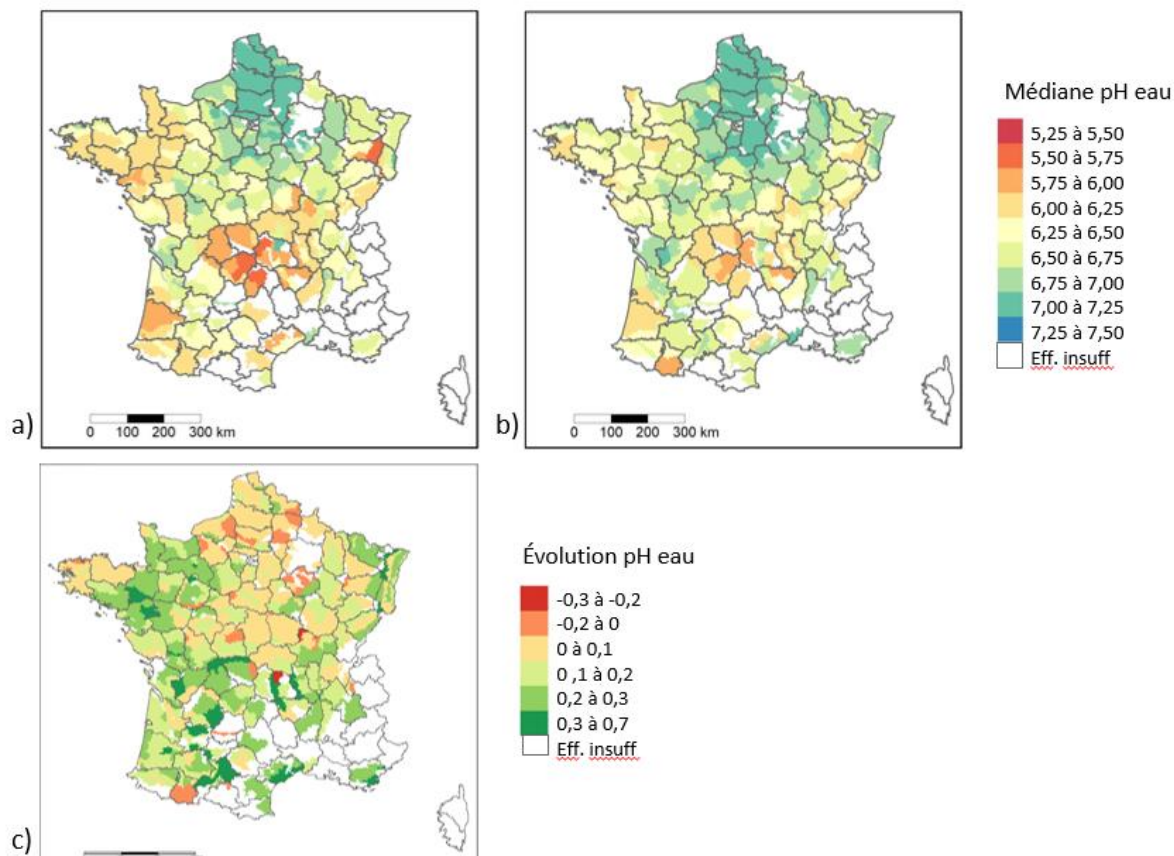 a)
0 100 200 300 km
b)
0 100 200 300 km
Médiane pH eau
5,25 à 5,50
5,50 à 5,75
5,75 à 6,00
6,00 à 6,25
6,25 à 6,50
6,50 à 6,75
6,75 à 7,00
7,00 à 7,25
7,25 à 7,50
Eff. insuff
c)
Évolution pH eau
-0,3 à -0,2
-0,2 à 0
0 à 0,1
0 ,1 à 0,2
0,2 à 0,3
0,3 à 0,7
Eff. insuff